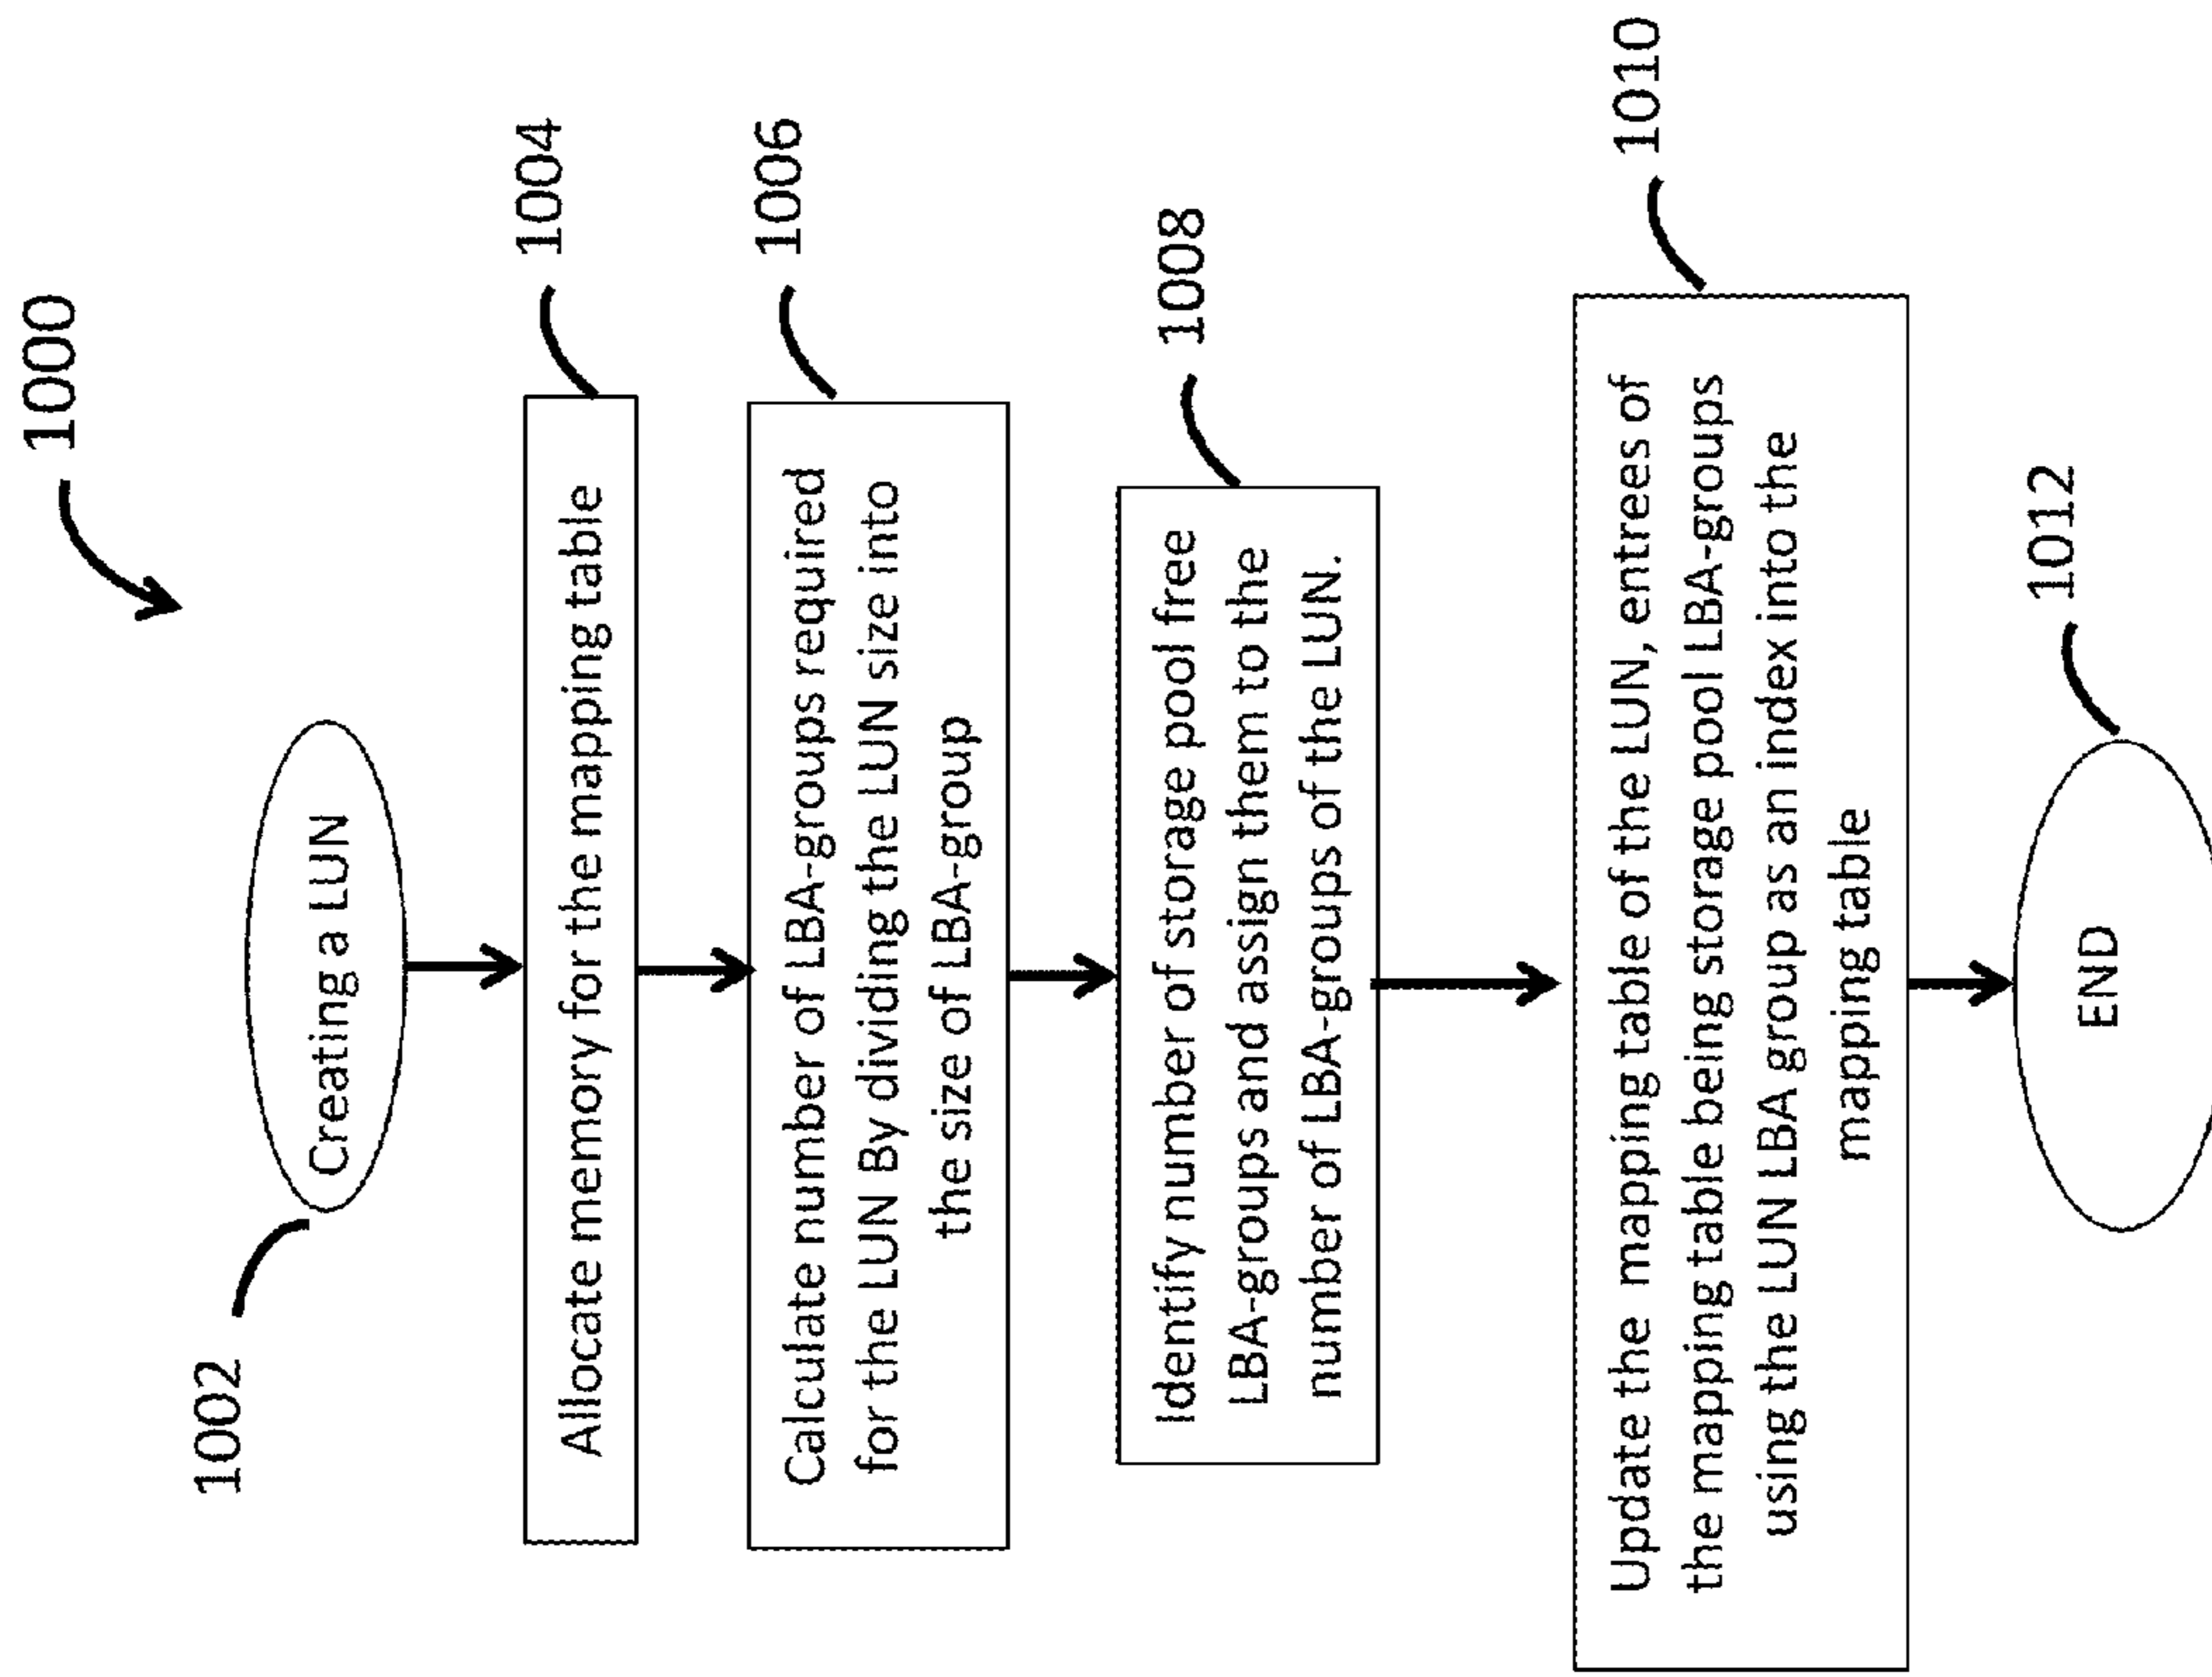 1000
1002
Creating a LUN
1004
Allocate memory for the mapping table
1006
Calculate number of LBA-groups required
for the LUN By dividing the LUN size into
the size of LBA-group
1008
Identify number of storage pool free
LBA-groups and assign them to the
number of LBA-groups of the LUN.
1010
Update the mapping table of the LUN, entrees of
the mapping table being storage pool LBA-groups
using the LUN LBA group as an index into the
mapping table
1012
END